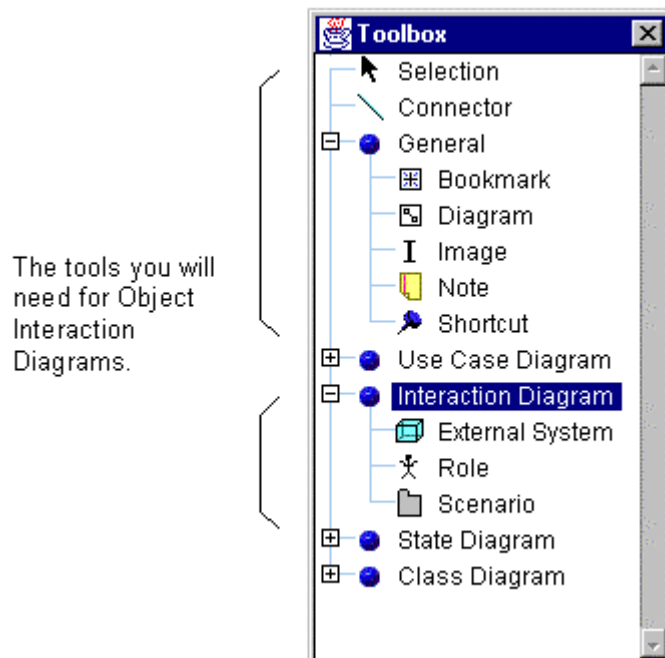 Toolbox
Selection
Connector
General
Bookmark
Diagram
Image
Note
Shortcut
Use Case Diagram
Interaction Diagram
External System
Role
Scenario
State Diagram
Class Diagram
The tools you will
need for Object
Interaction
Diagrams.